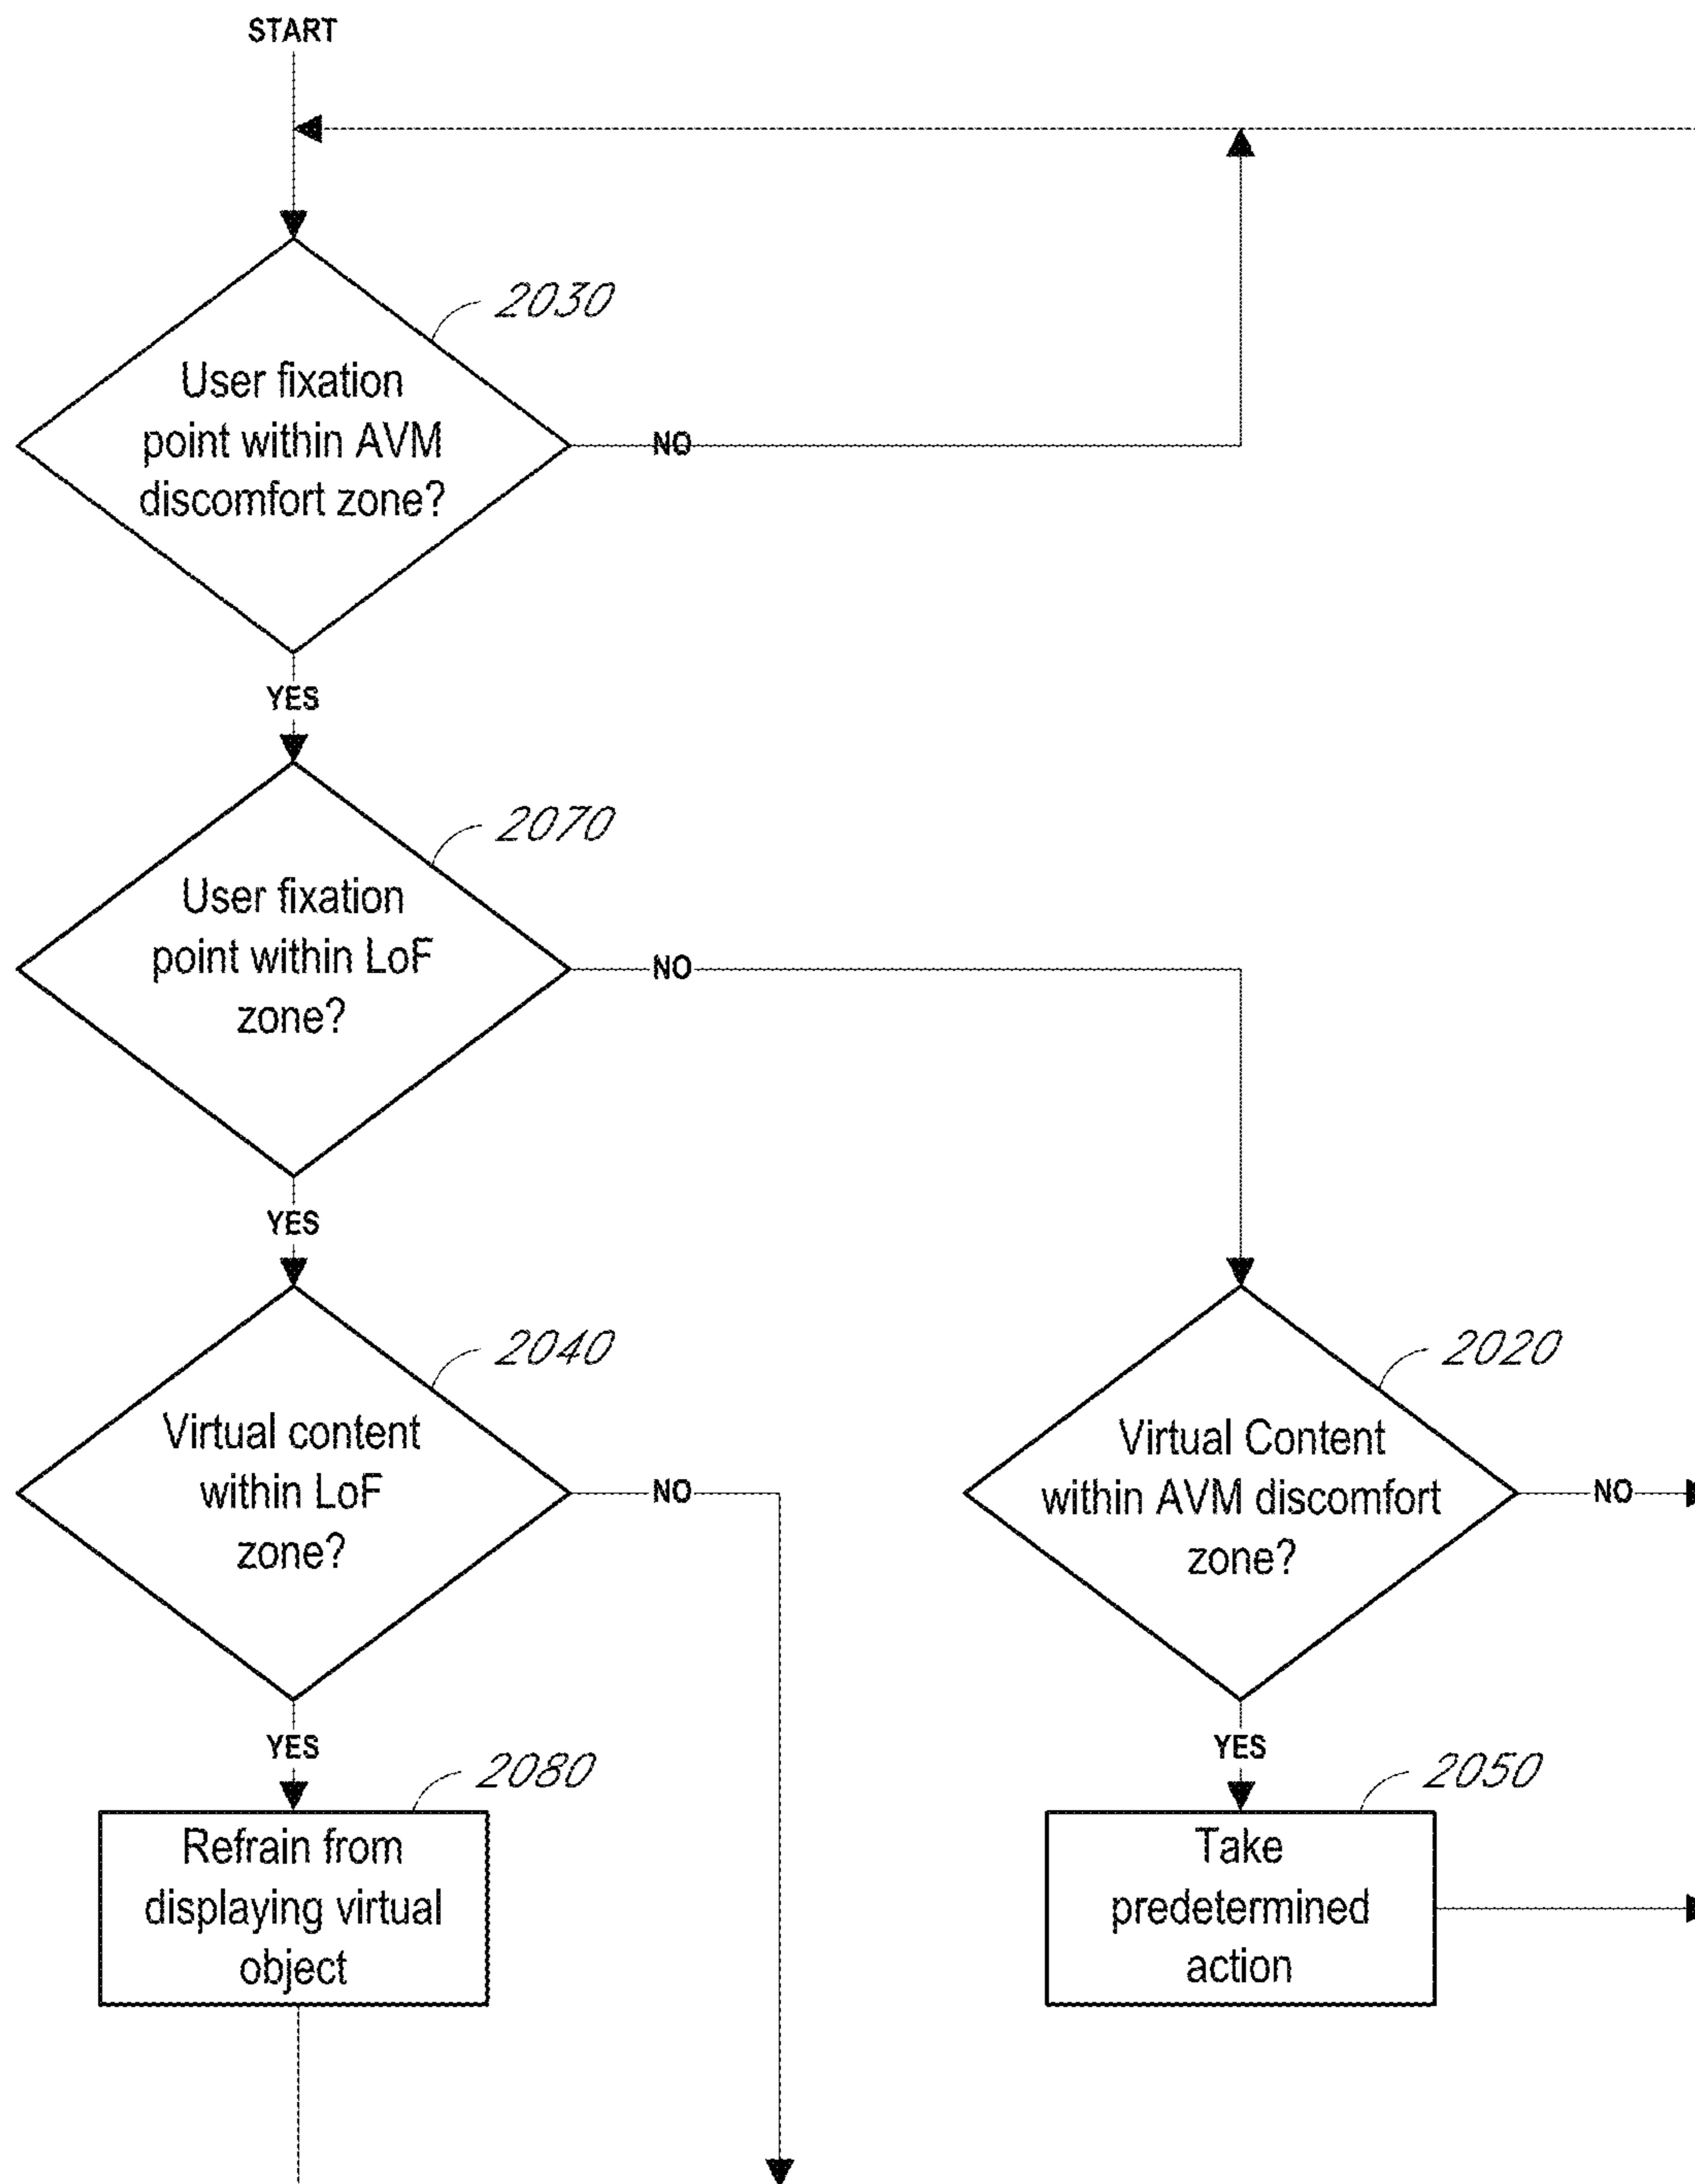 START
2030
User fixation
point within AVM
discomfort zone?
NO
YES
2070
User fixation
point within LoF
zone?
NO
YES
2040
Virtual content
within LoF
zone?
NO
2020
Virtual Content
within AVM discomfort
zone?
NO
YES
YES
2080
Refrain from
displaying virtual
object
2050
Take
predetermined
action